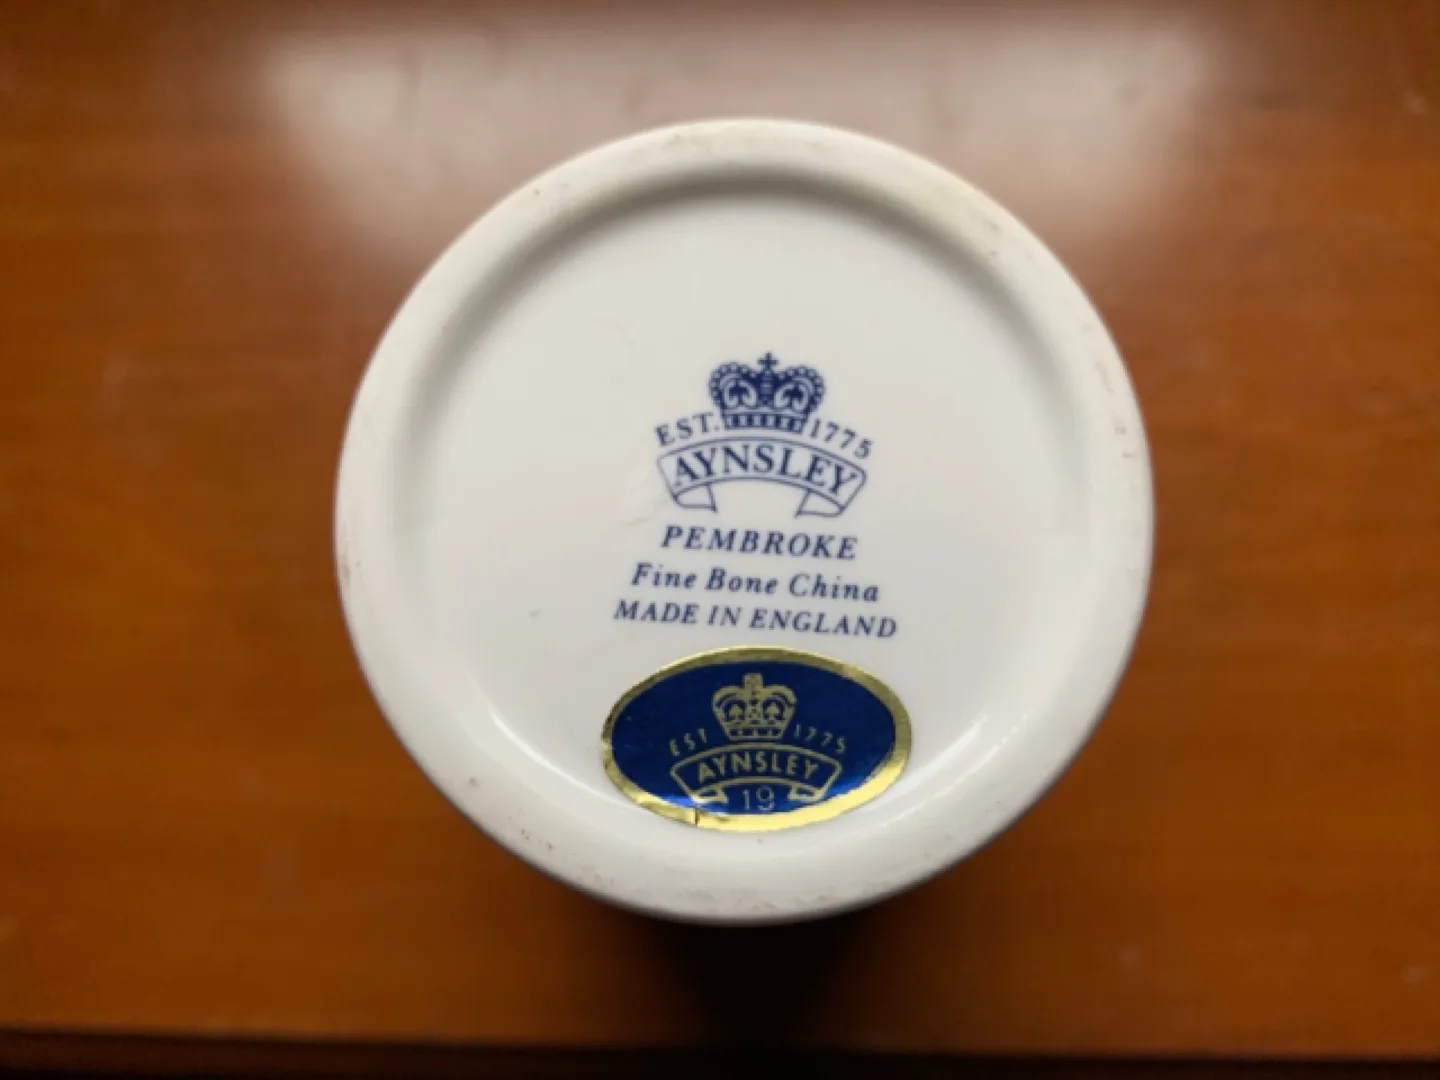 EST. 1775
AYNSLEY
PEMBROKE
Fine Bone China
MADE IN ENGLAND
EST 1775
AYNSLEY
19